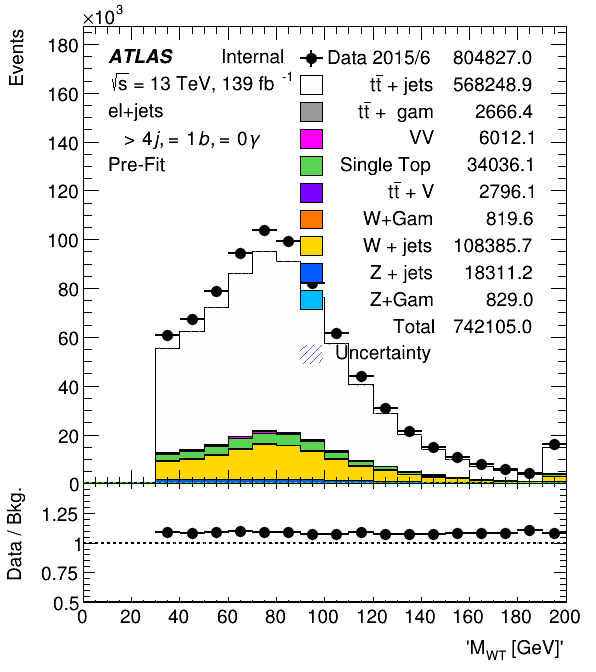 ×10³
Events
180
160
140
120
100
80
60
40
20
0
ATLAS Internal
√s = 13 TeV, 139 fb⁻¹
el+jets
> 4j, = 1b, = 0γ
Pre-Fit
Data 2015/6 804827.0
tt̄ + jets 568248.9
tt̄ + gam 2666.4
VV 6012.1
Single Top 34036.1
tt̄ + V 2796.1
W+Gam 819.6
W + jets 108385.7
Z + jets 18311.2
Z+Gam 829.0
Total 742105.0
Uncertainty
Data / Bkg.
1.25
1
0.75
0.5
0 20 40 60 80 100 120 140 160 180 200
'M_WT [GeV]'